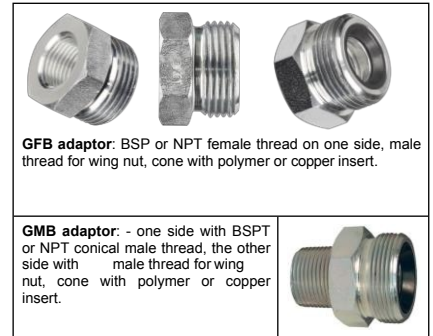 GFB adaptor: BSP or NPT female thread on one side, male
thread for wing nut, cone with polymer or copper insert.
GMB adaptor: - one side with BSPT
or NPT conical male thread, the other
side with male thread for wing
nut, cone with polymer or copper
insert.